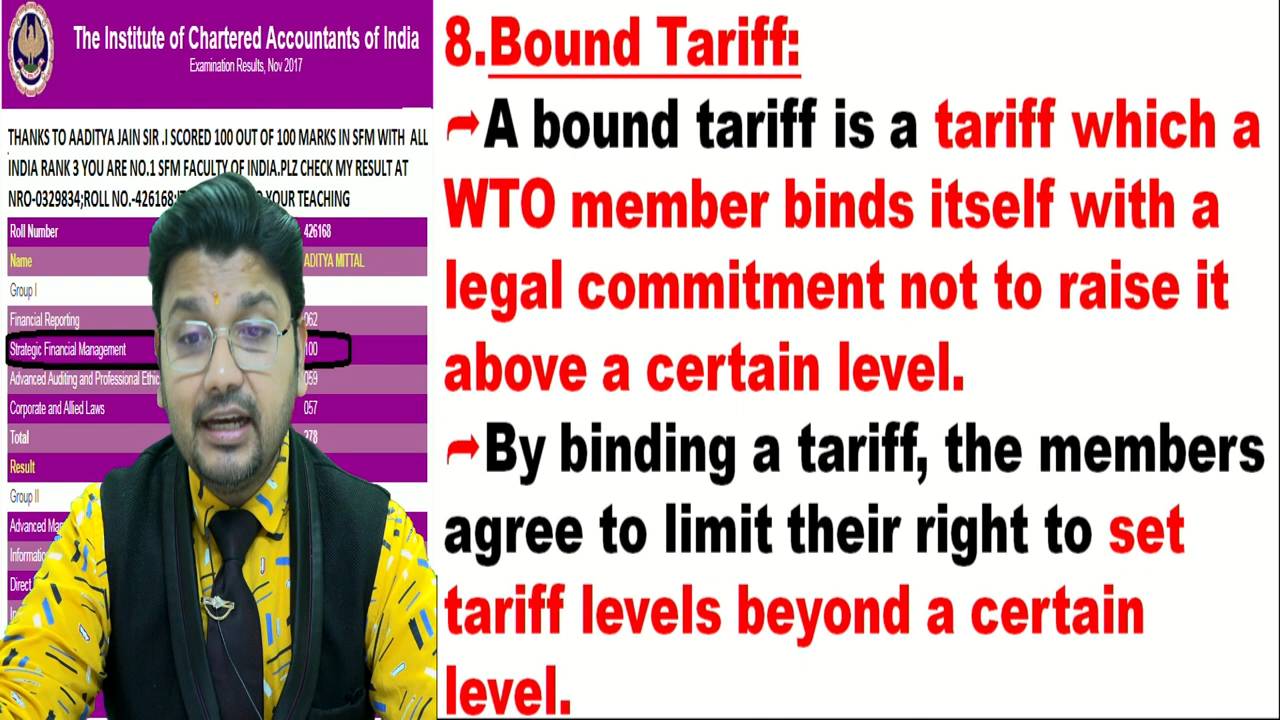 The Institute of Chartered Accountants of India
Examination Results, Nov 2017
THANKS TO AADITYA JAIN SIR .I SCORED 100 OUT OF 100 MARKS IN SFM WITH ALL
INDIA RANK 3 YOU ARE NO.1 SFM FACULTY OF INDIA.PLZ CHECK MY RESULT AT
NRO-0329834;ROLL NO.-426168; YOUR TEACHING
Roll Number 426168
Name ADITYA MITTAL
Group I
Financial Reporting 062
Strategic Financial Management 100
Advanced Auditing and Professional 059
Corporate and Allied Laws 057
Total 278
Result
Group II
Advanced
Direct
8.Bound Tariff:
➦A bound tariff is a tariff which a
WTO member binds itself with a
legal commitment not to raise it
above a certain level.
➦By binding a tariff, the members
agree to limit their right to set
tariff levels beyond a certain
level.